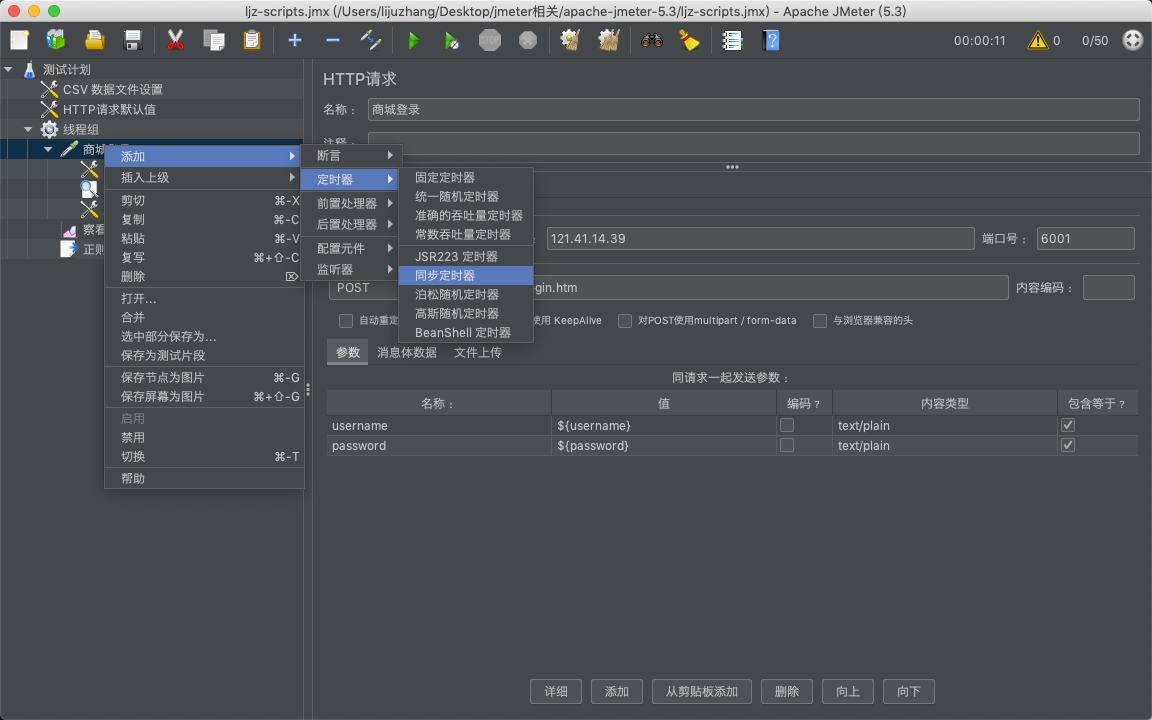 ljz-scripts.jmx (/Users/lijuzhang/Desktop/jmeter相关/apache-jmeter-5.3/ljz-scripts.jmx) - Apache JMeter (5.3)
00:00:11
0
0/50
测试计划
CSV 数据文件设置
HTTP请求默认值
线程组
商城
察看
正则
添加
插入上级
剪切 ⌘-X
复制 ⌘-C
粘贴 ⌘-V
复写 ⌘+⇧-C
删除 ⌦
打开...
合并
选中部分保存为...
保存为测试片段
保存节点为图片 ⌘-G
保存屏幕为图片 ⌘+⇧-G
启用
禁用
切换 ⌘-T
帮助
断言
定时器
前置处理器
后置处理器
配置元件
监听器
固定定时器
统一随机定时器
准确的吞吐量定时器
常数吞吐量定时器
JSR223 定时器
同步定时器
泊松随机定时器
高斯随机定时器
BeanShell 定时器
HTTP请求
名称： 商城登录
注释
121.41.14.39 端口号： 6001
POST gin.htm 内容编码：
自动重定 使用 KeepAlive 对POST使用multipart / form-data 与浏览器兼容的头
参数 消息体数据 文件上传
同请求一起发送参数：
名称： 值 编码？ 内容类型 包含等于？
username ${username} text/plain
password ${password} text/plain
详细 添加 从剪贴板添加 删除 向上 向下